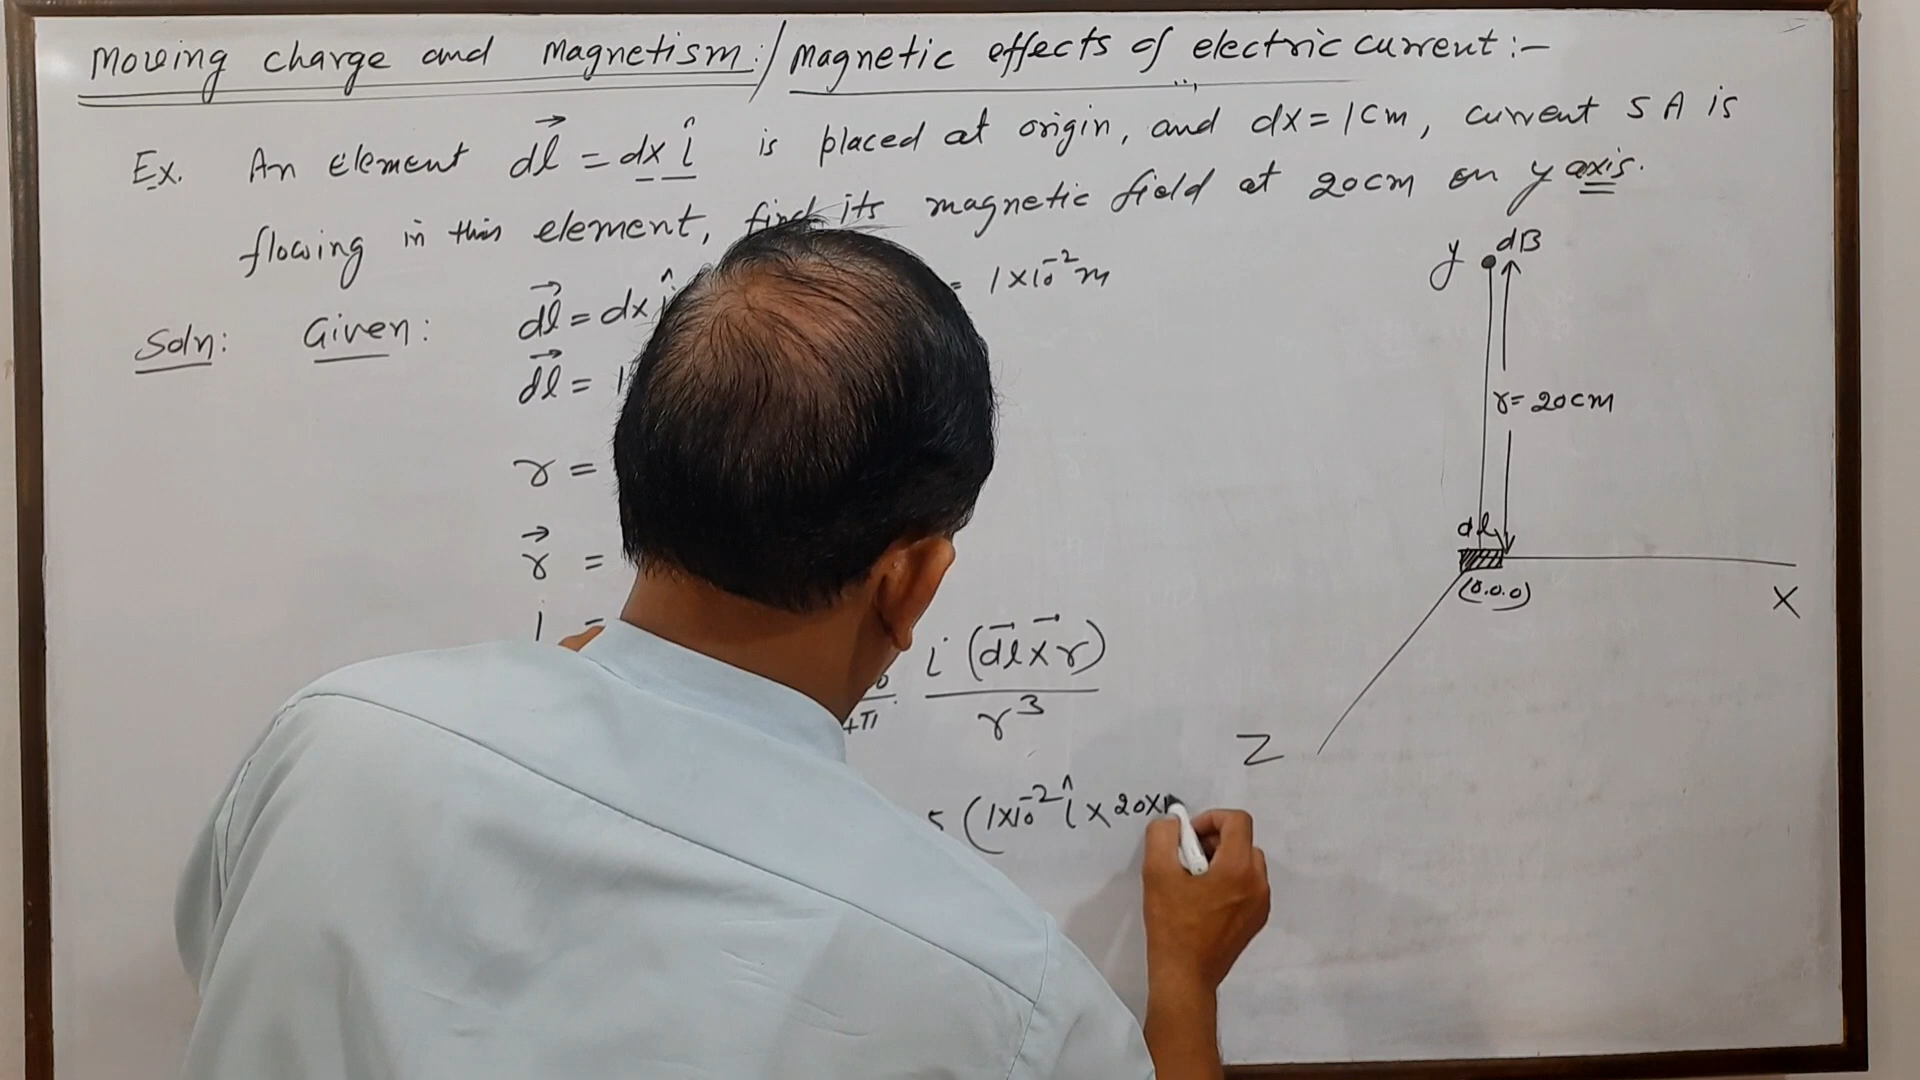 Moving charge and Magnetism:/Magnetic effects of electric current:-
Ex. An element dl⃗ = dx î is placed at origin, and dx = 1cm, current 5 A is
flowing in this element, find its magnetic field at 20cm on y axis.
Soln: Given: dl⃗ = dx î = 1×10⁻² m
dl⃗ = 1
r =
r⃗ =
i =
4π i (dl⃗ × r⃗)
r³
5 (1×10⁻² î × 20×1
y dB
r = 20cm
dl
(0.0.0)
X
Z